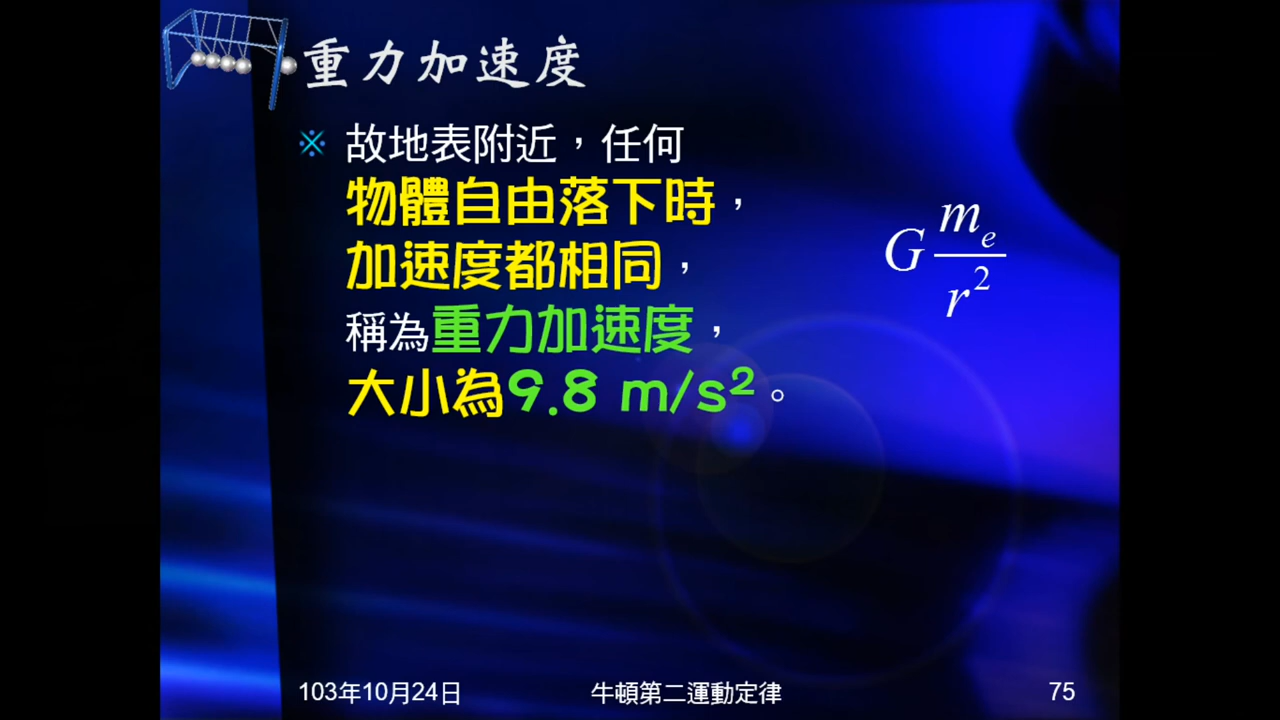 重力加速度
※ 故地表附近，任何
物體自由落下時，
加速度都相同，
稱為重力加速度，
大小為9.8 m/s²。
G mₑ / r²
103年10月24日
牛頓第二運動定律
75